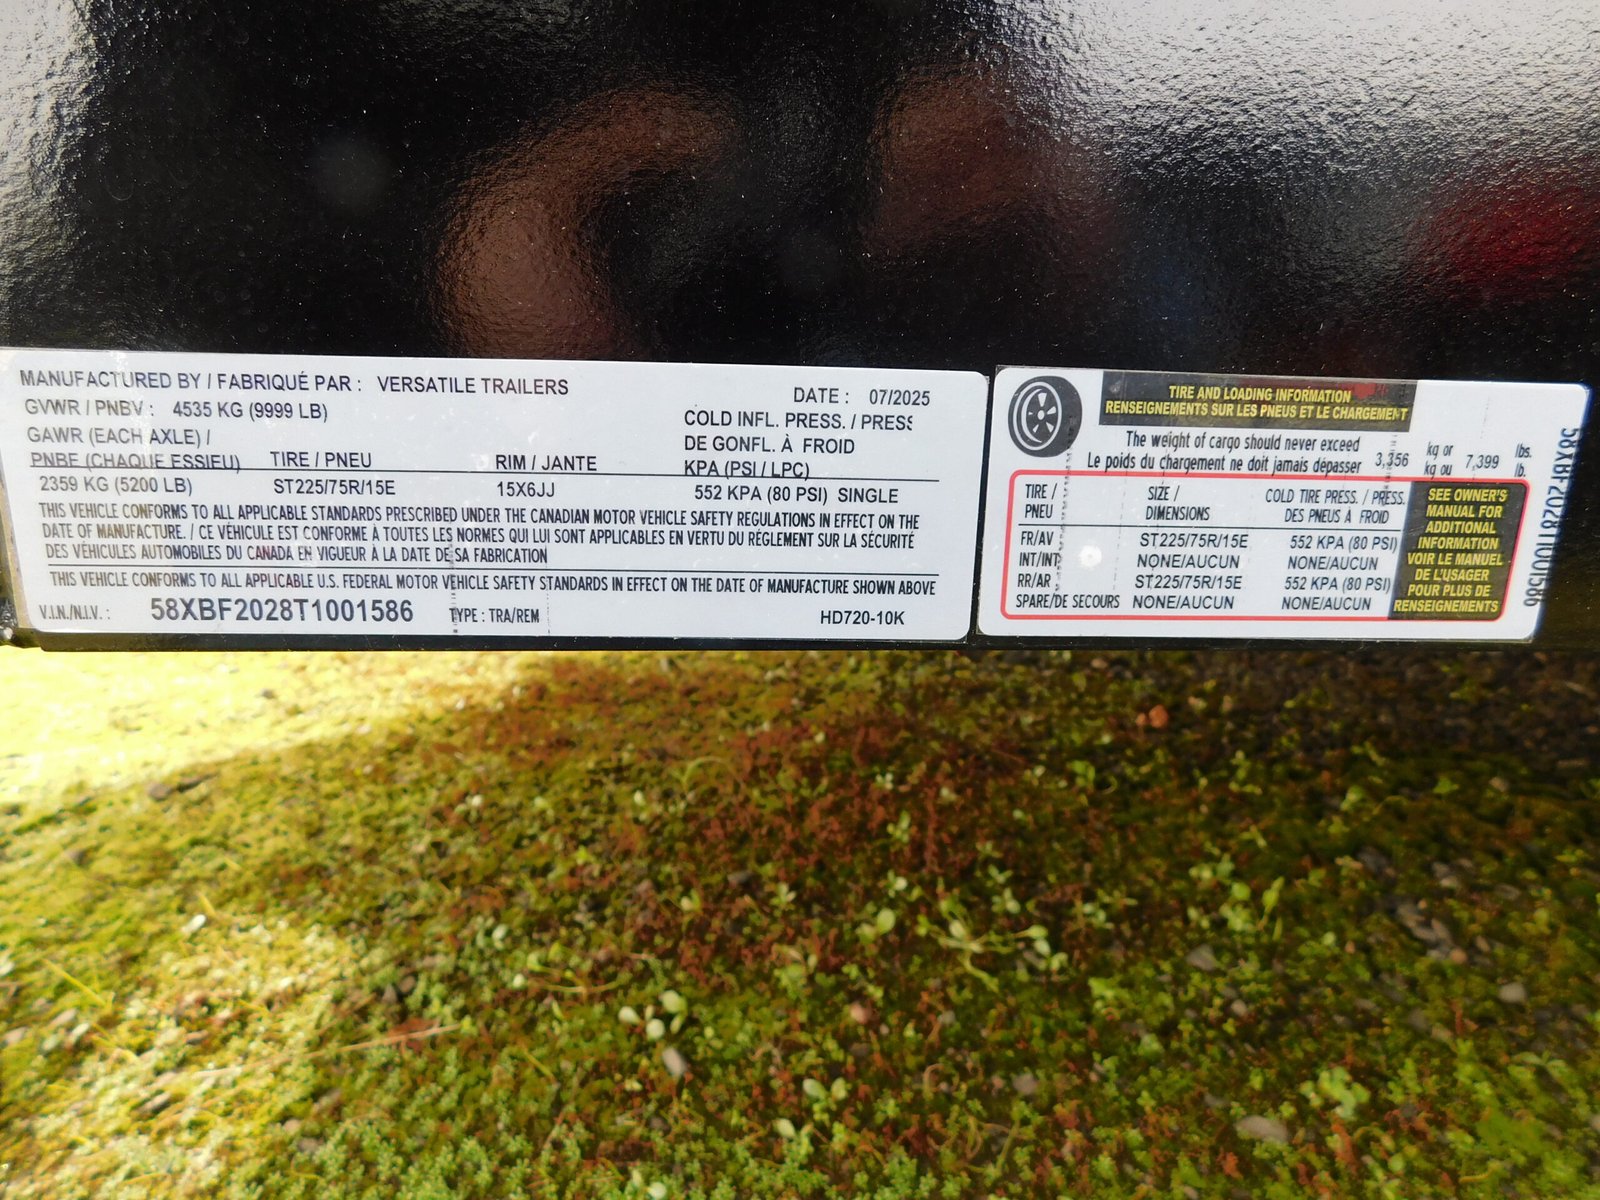 MANUFACTURED BY / FABRIQUÉ PAR : VERSATILE TRAILERS
DATE : 07/2025
GVWR / PNBV : 4535 KG (9999 LB)
COLD INFL. PRESS. / PRESS
GAWR (EACH AXLE) /
DE GONFL. À FROID
PNBE (CHAQUE ESSIEU) TIRE / PNEU RIM / JANTE KPA (PSI / LPC)
2359 KG (5200 LB) ST225/75R/15E 15X6JJ 552 KPA (80 PSI) SINGLE
THIS VEHICLE CONFORMS TO ALL APPLICABLE STANDARDS PRESCRIBED UNDER THE CANADIAN MOTOR VEHICLE SAFETY REGULATIONS IN EFFECT ON THE
DATE OF MANUFACTURE. / CE VÉHICULE EST CONFORME À TOUTES LES NORMES QUI LUI SONT APPLICABLES EN VERTU DU RÉGLEMENT SUR LA SÉCURITÉ
DES VÉHICULES AUTOMOBILES DU CANADA EN VIGUEUR À LA DATE DE SA FABRICATION
THIS VEHICLE CONFORMS TO ALL APPLICABLE U.S. FEDERAL MOTOR VEHICLE SAFETY STANDARDS IN EFFECT ON THE DATE OF MANUFACTURE SHOWN ABOVE
V.I.N./N.I.V. : 58XBF2028T1001586 TYPE : TRA/REM HD720-10K
TIRE AND LOADING INFORMATION
RENSEIGNEMENTS SUR LES PNEUS ET LE CHARGEMENT
The weight of cargo should never exceed
Le poids du chargement ne doit jamais dépasser
3,356 kg or 7,399 lbs.
kg ou lb.
TIRE / SIZE / COLD TIRE PRESS. / PRESS.
PNEU DIMENSIONS DES PNEUS À FROID
FR/AV ST225/75R/15E 552 KPA (80 PSI)
INT/INT NONE/AUCUN NONE/AUCUN
RR/AR ST225/75R/15E 552 KPA (80 PSI)
SPARE/DE SECOURS NONE/AUCUN NONE/AUCUN
SEE OWNER'S
MANUAL FOR
ADDITIONAL
INFORMATION
VOIR LE MANUEL
DE L'USAGER
POUR PLUS DE
RENSEIGNEMENTS
58XBF2028T1001586